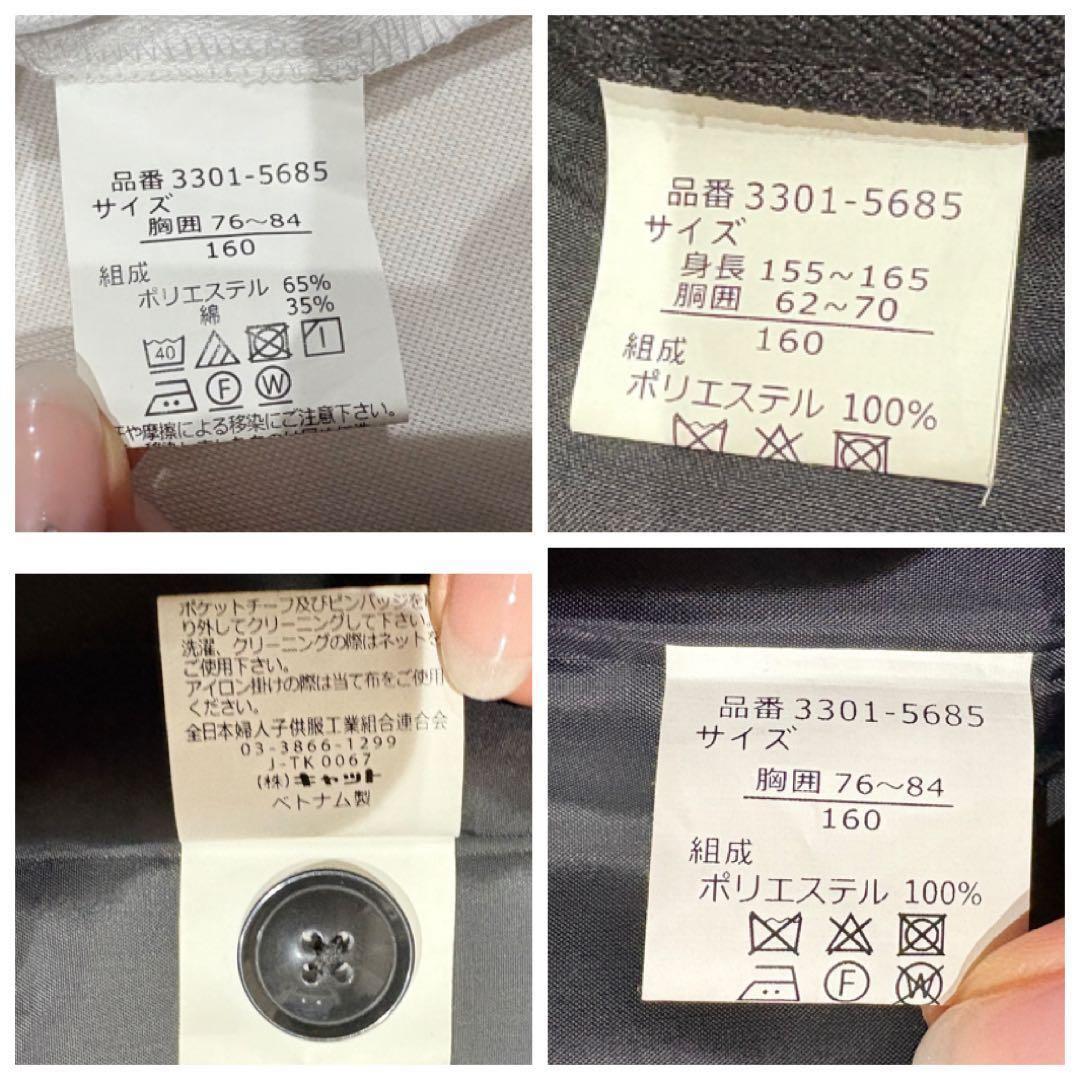 品番 3301-5685
サイズ
胸囲 76~84
160
組成
ポリエステル 65%
綿 35%
40
F W
や摩擦による移染にご注意下さい。
品番 3301-5685
サイズ
身長 155~165
胴囲 62~70
160
組成
ポリエステル 100%
ポケットチーフ及びピンバッジを
り外してクリーニングして下さい。
洗濯、クリーニングの際はネットを
ご使用下さい。
アイロン掛けの際は当て布をご使用
ください。
全日本婦人子供服工業組合連合会
03-3866-1299
J-TK0067
(株)キャット
ベトナム製
品番 3301-5685
サイズ
胸囲 76~84
160
組成
ポリエステル 100%
F W